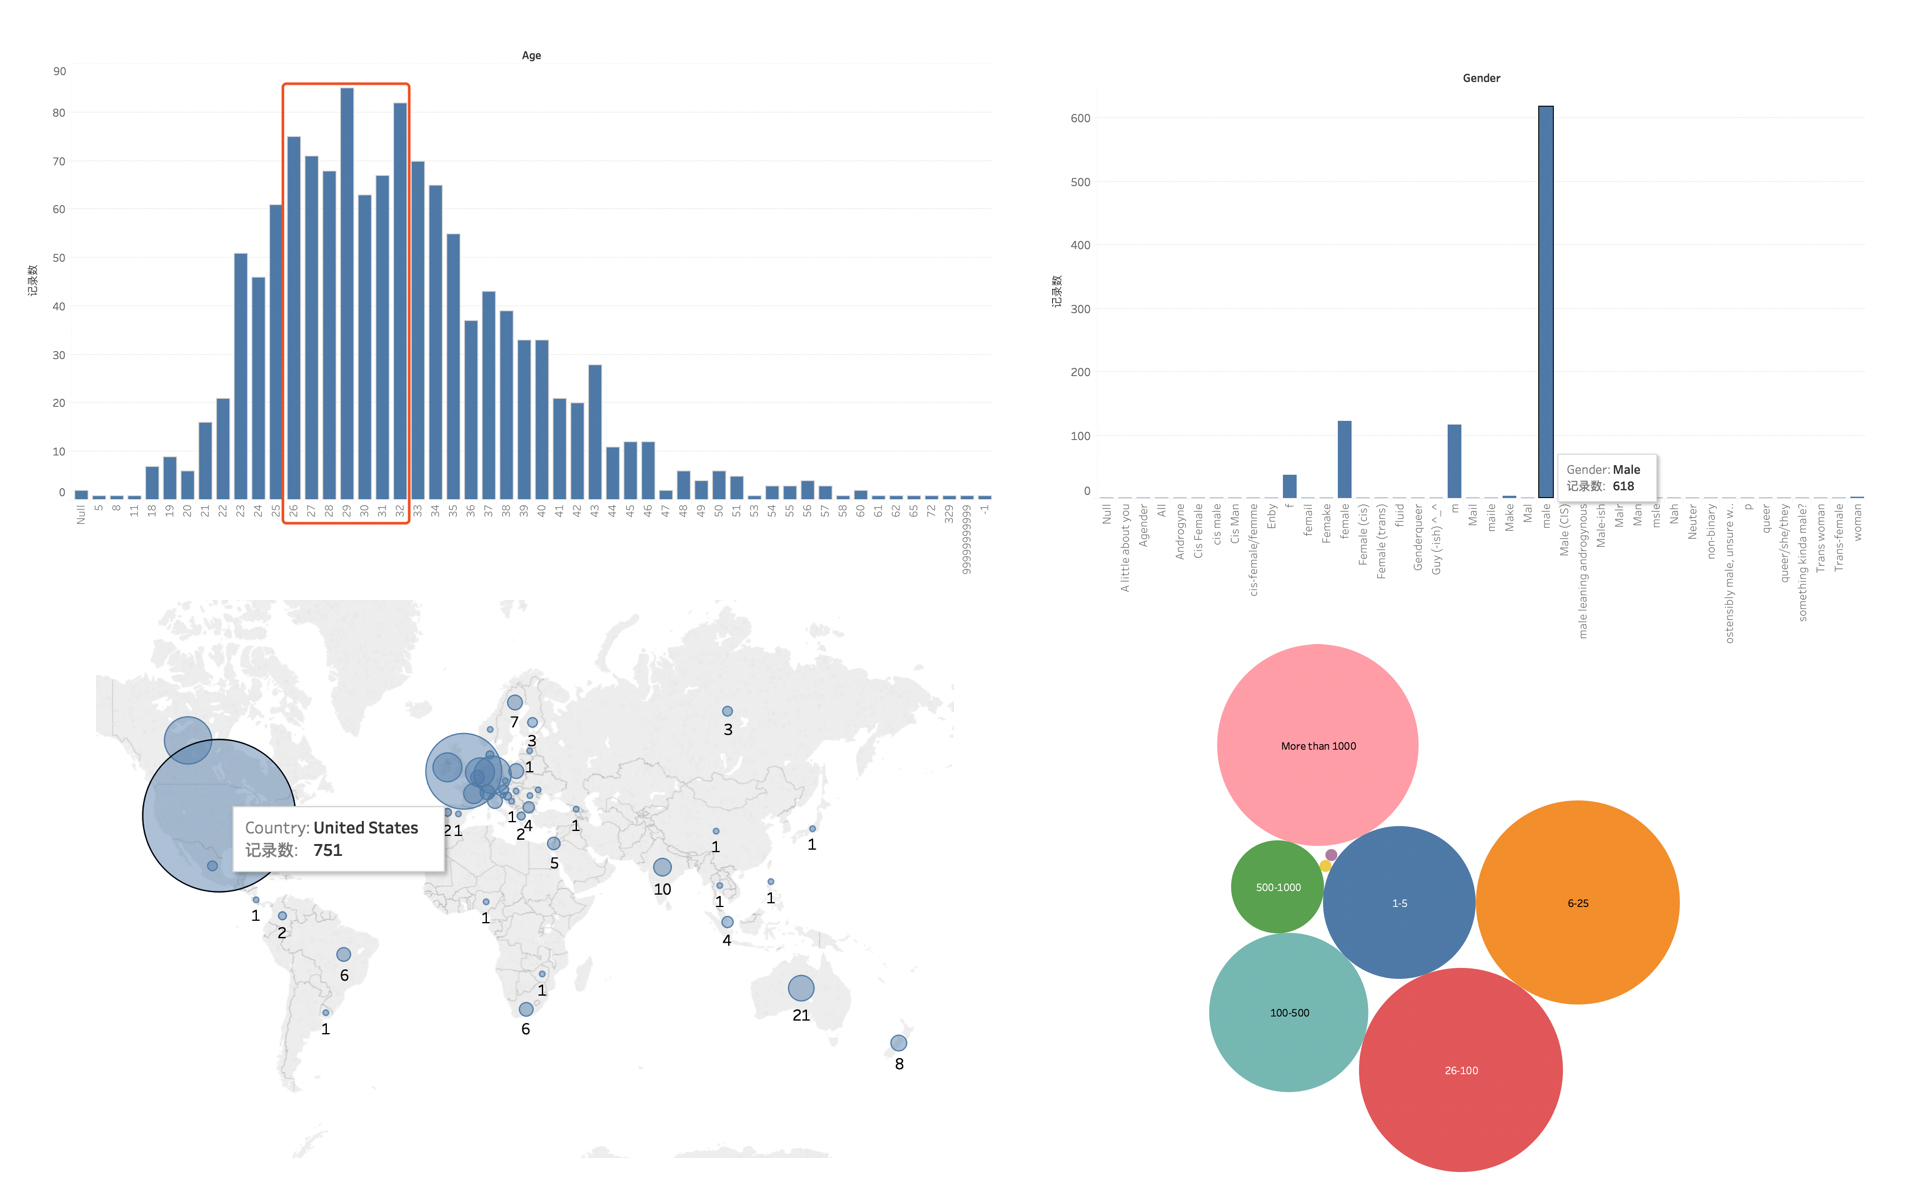 Age
90
80
70
60
50
40
30
20
10
0
记录数
Null
5
8
11
18
19
20
21
22
23
24
25
26
27
28
29
30
31
32
33
34
35
36
37
38
39
40
41
42
43
44
45
46
47
48
49
50
51
53
54
55
56
57
58
60
61
62
65
72
329
99999999999
-1
Gender
600
500
400
300
200
100
0
记录数
Gender: Male
记录数: 618
Null
A little about you
Agender
All
Androgyne
Cis Female
cis male
Cis Man
cis-female/femme
Enby
f
femail
Femake
female
Female (cis)
Female (trans)
fluid
Genderqueer
Guy (-ish) ^_^
m
Mail
maile
Make
Mal
male
Male (CIS)
male leaning androgynous
Male-ish
Malr
Man
msle
Nah
Neuter
non-binary
ostensibly male, unsure w..
p
queer
queer/she/they
something kinda male?
Trans woman
Trans-female
woman
7
3
3
1
Country: United States
记录数: 751
2
1
1
4
2
1
5
10
1
1
1
1
4
1
2
1
6
1
1
6
21
8
More than 1000
500-1000
1-5
6-25
100-500
26-100